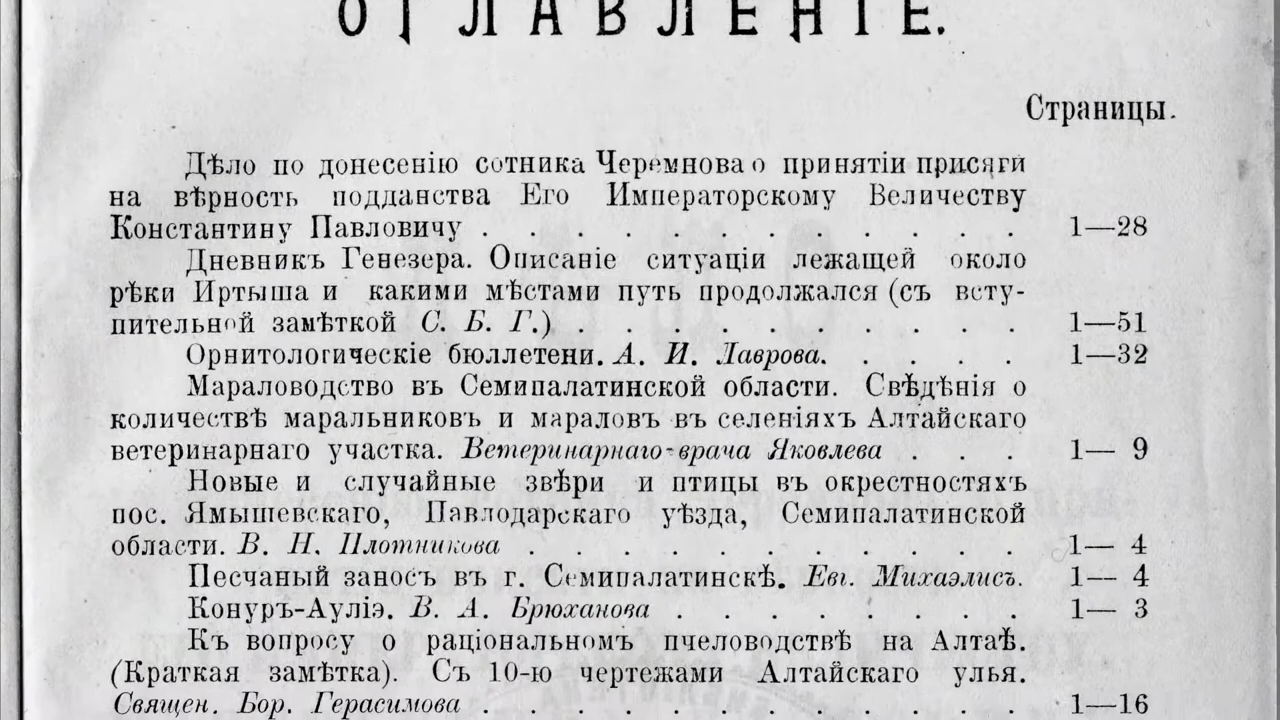 ОГЛАВЛЕНІЕ.
Страницы.
Дѣло по донесенію сотника Черемнова о принятіи присяги
на вѣрность подданства Его Императорскому Величеству
Константину Павловичу . . . . . . . . . . . . 1—28
Дневникъ Генезера. Описаніе ситуаціи лежащей около
рѣки Иртыша и какими мѣстами путь продолжался (съ всту-
пительной замѣткой С. Б. Г.) . . . . . . . . . . 1—51
Орнитологическіе бюллетени. А. И. Лаврова. . . . . 1—32
Мараловодство въ Семипалатинской области. Свѣдѣнія о
количествѣ маральниковъ и мараловъ въ селеніяхъ Алтайскаго
ветеринарнаго участка. Ветеринарнаго-врача Яковлева . . . 1— 9
Новые и случайные звѣри и птицы въ окрестностяхъ
пос. Ямышевскаго, Павлодарскаго уѣзда, Семипалатинской
области. В. Н. Плотникова . . . . . . . . . . . 1— 4
Песчаный заносъ въ г. Семипалатинскѣ. Евг. Михаэлисъ. 1— 4
Конуръ-Ауліэ. В. А. Брюханова . . . . . . . . 1— 3
Къ вопросу о раціональномъ пчеловодствѣ на Алтаѣ.
(Краткая замѣтка). Съ 10-ю чертежами Алтайскаго улья.
Священ. Бор. Герасимова . . . . . . . . . . . . 1—16